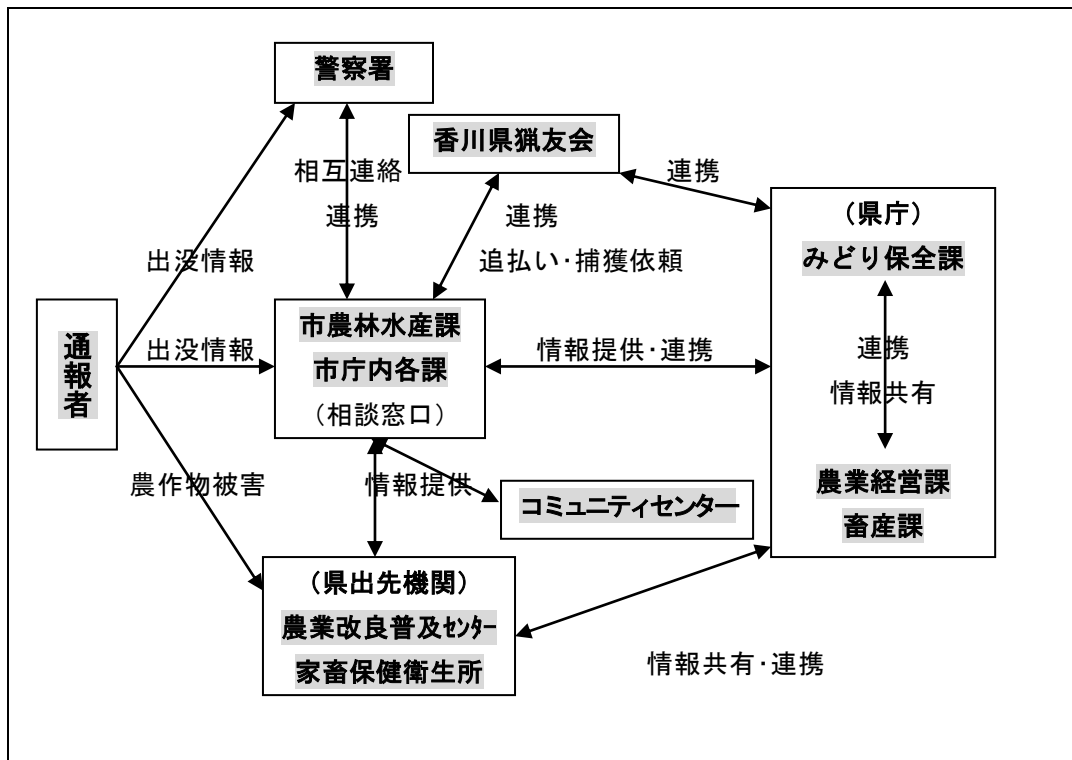 警察署
香川県猟友会
相互連絡
連携
連携
追払い・捕獲依頼
連携
（県庁）
みどり保全課
連携
情報共有
農業経営課
畜産課
出没情報
通報者
出没情報
市農林水産課
市庁内各課
（相談窓口）
情報提供・連携
農作物被害
情報提供
コミュニティセンター
（県出先機関）
農業改良普及ｾﾝﾀｰ
家畜保健衛生所
情報共有・連携